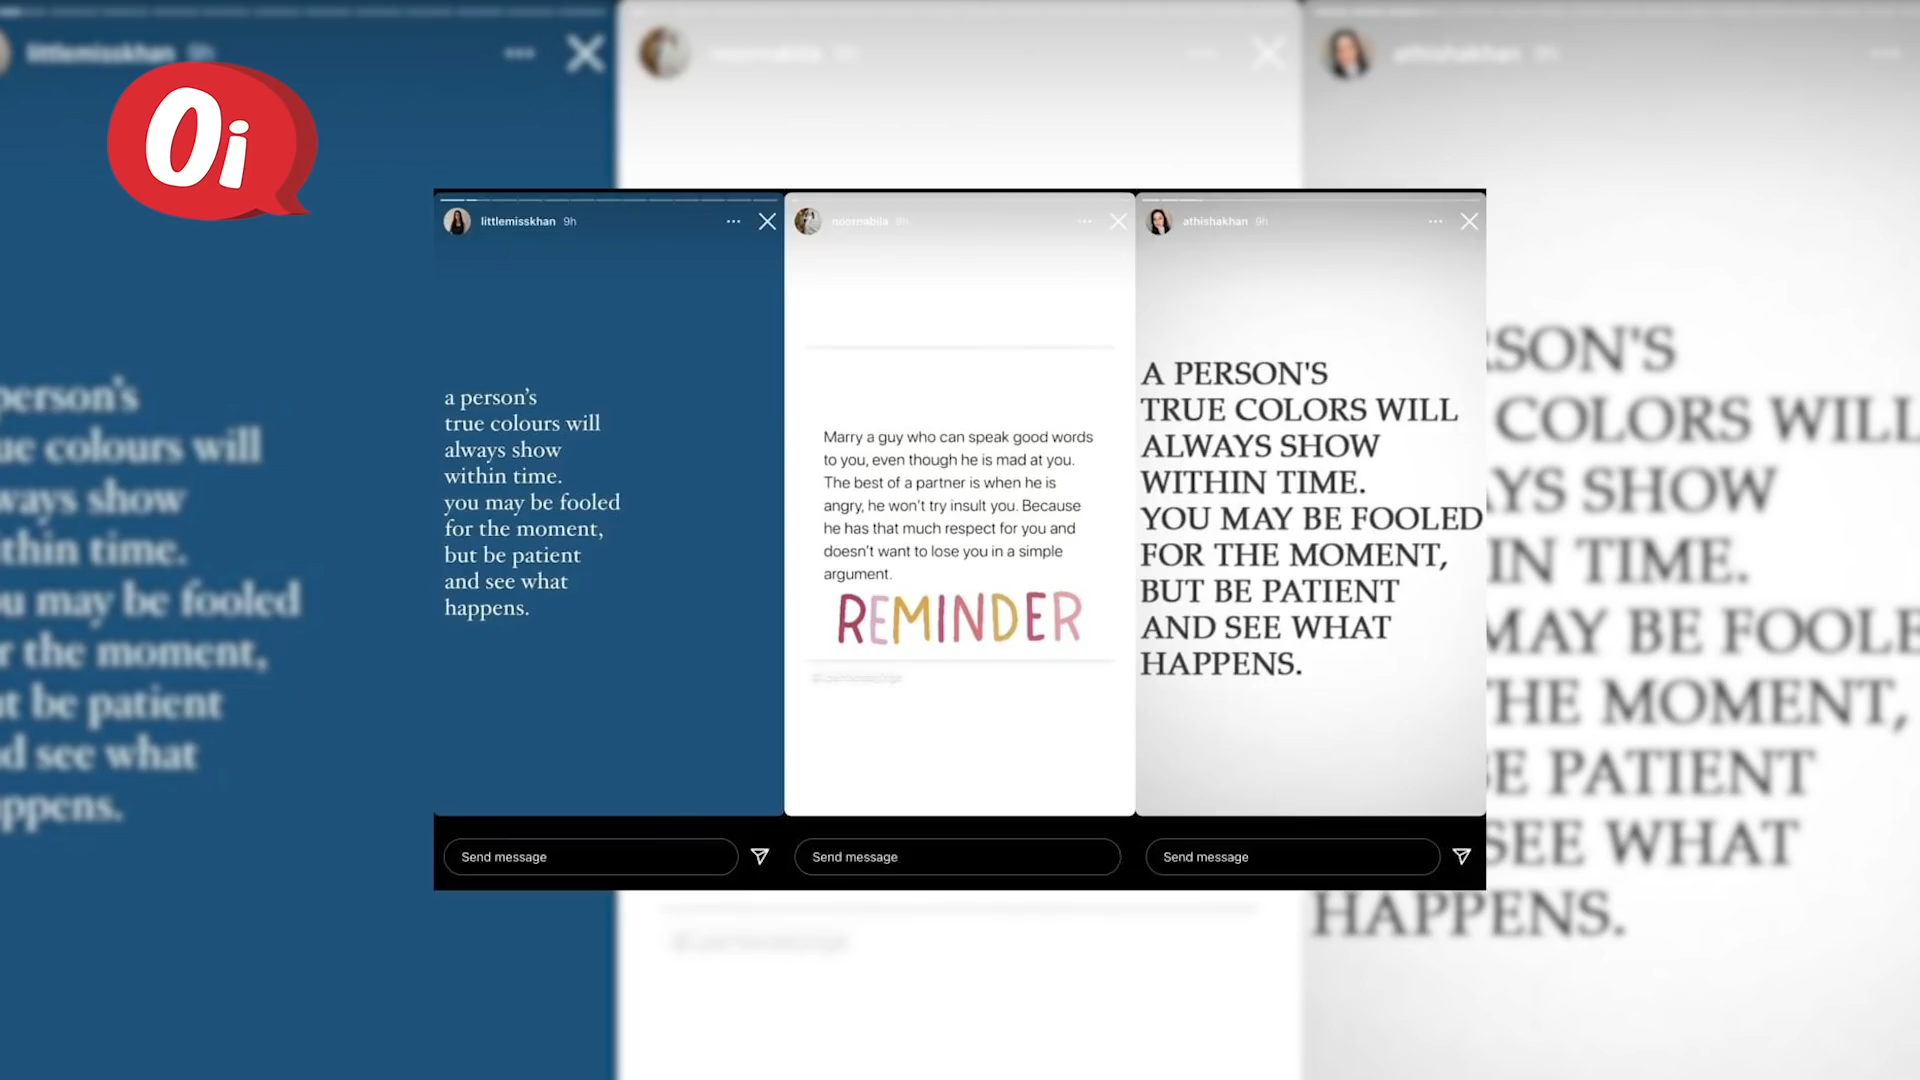 Oi
littlemisskhan 9h
a person's
true colours will
always show
within time.
you may be fooled
for the moment,
but be patient
and see what
happens.
Send message
noornabila 9h
Marry a guy who can speak good words
to you, even though he is mad at you.
The best of a partner is when he is
angry, he won't try insult you. Because
he has that much respect for you and
doesn't want to lose you in a simple
argument.
REMINDER
Send message
athishakhan 9h
A PERSON'S
TRUE COLORS WILL
ALWAYS SHOW
WITHIN TIME.
YOU MAY BE FOOLED
FOR THE MOMENT,
BUT BE PATIENT
AND SEE WHAT
HAPPENS.
Send message